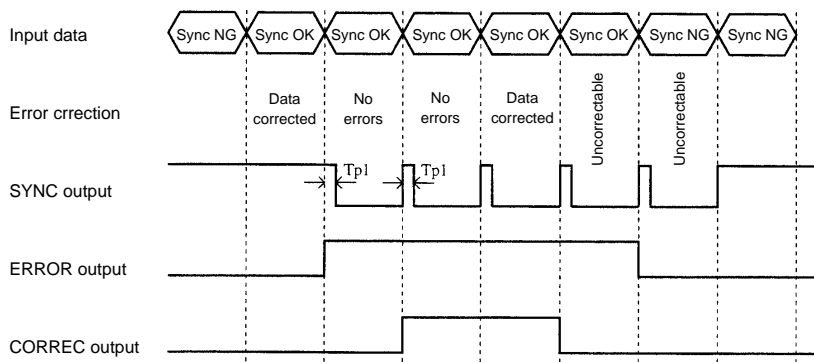 Input data
Sync NG Sync OK Sync OK Sync OK Sync OK Sync OK Sync NG Sync NG
Error crrection
Data corrected
No errors
No errors
Data corrected
Uncorrectable
Uncorrectable
SYNC output
Tp1
Tp1
ERROR output
CORREC output